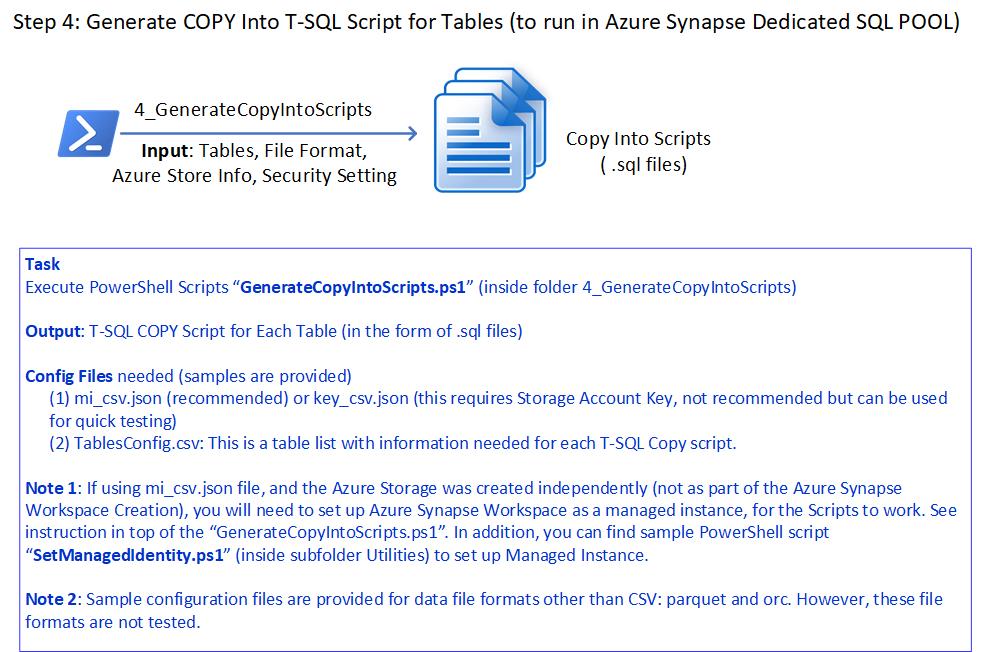 Step 4: Generate COPY Into T-SQL Script for Tables (to run in Azure Synapse Dedicated SQL POOL)
4_GenerateCopyIntoScripts
Input: Tables, File Format,
Azure Store Info, Security Setting
Copy Into Scripts
( .sql files)
Task
Execute PowerShell Scripts “GenerateCopyIntoScripts.ps1” (inside folder 4_GenerateCopyIntoScripts)
Output: T-SQL COPY Script for Each Table (in the form of .sql files)
Config Files needed (samples are provided)
(1) mi_csv.json (recommended) or key_csv.json (this requires Storage Account Key, not recommended but can be used
for quick testing)
(2) TablesConfig.csv: This is a table list with information needed for each T-SQL Copy script.
Note 1: If using mi_csv.json file, and the Azure Storage was created independently (not as part of the Azure Synapse
Workspace Creation), you will need to set up Azure Synapse Workspace as a managed instance, for the Scripts to work. See
instruction in top of the “GenerateCopyIntoScripts.ps1”. In addition, you can find sample PowerShell script
“SetManagedIdentity.ps1” (inside subfolder Utilities) to set up Managed Instance.
Note 2: Sample configuration files are provided for data file formats other than CSV: parquet and orc. However, these file
formats are not tested.